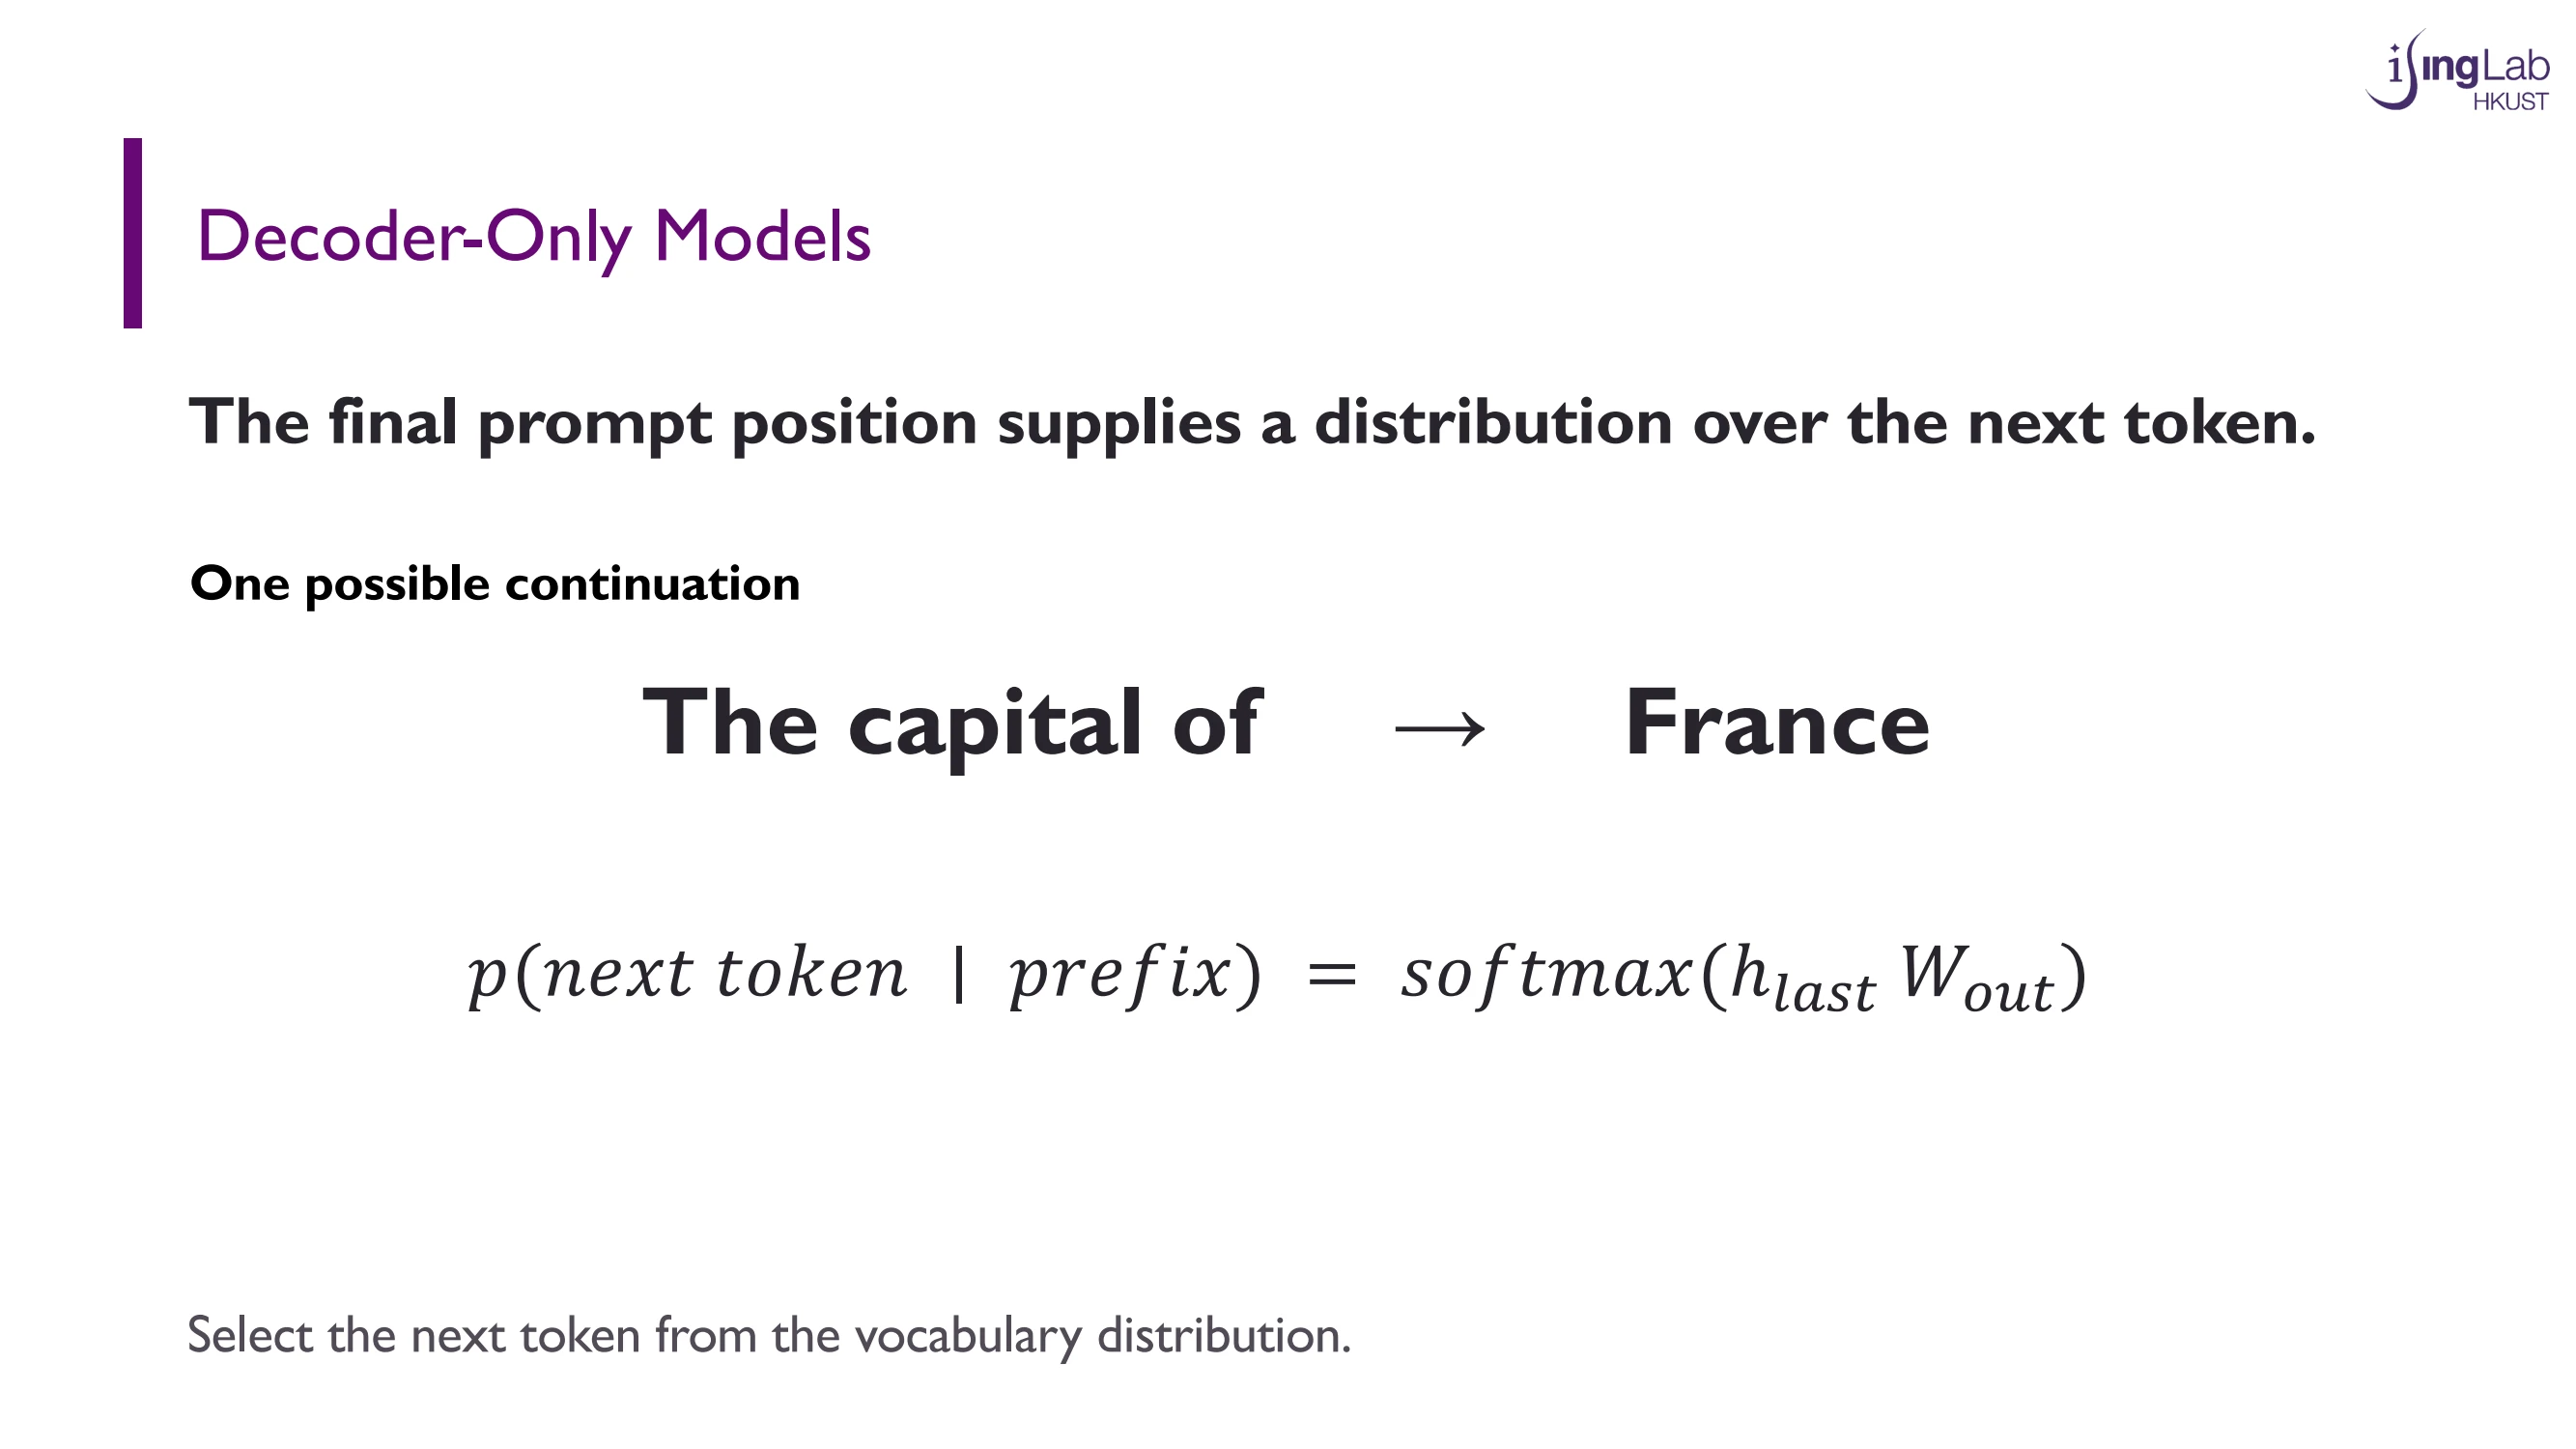 isingLab
HKUST
Decoder-Only Models
The final prompt position supplies a distribution over the next token.
One possible continuation
The capital of → France
p(next token | prefix) = softmax(h_last W_out)
Select the next token from the vocabulary distribution.